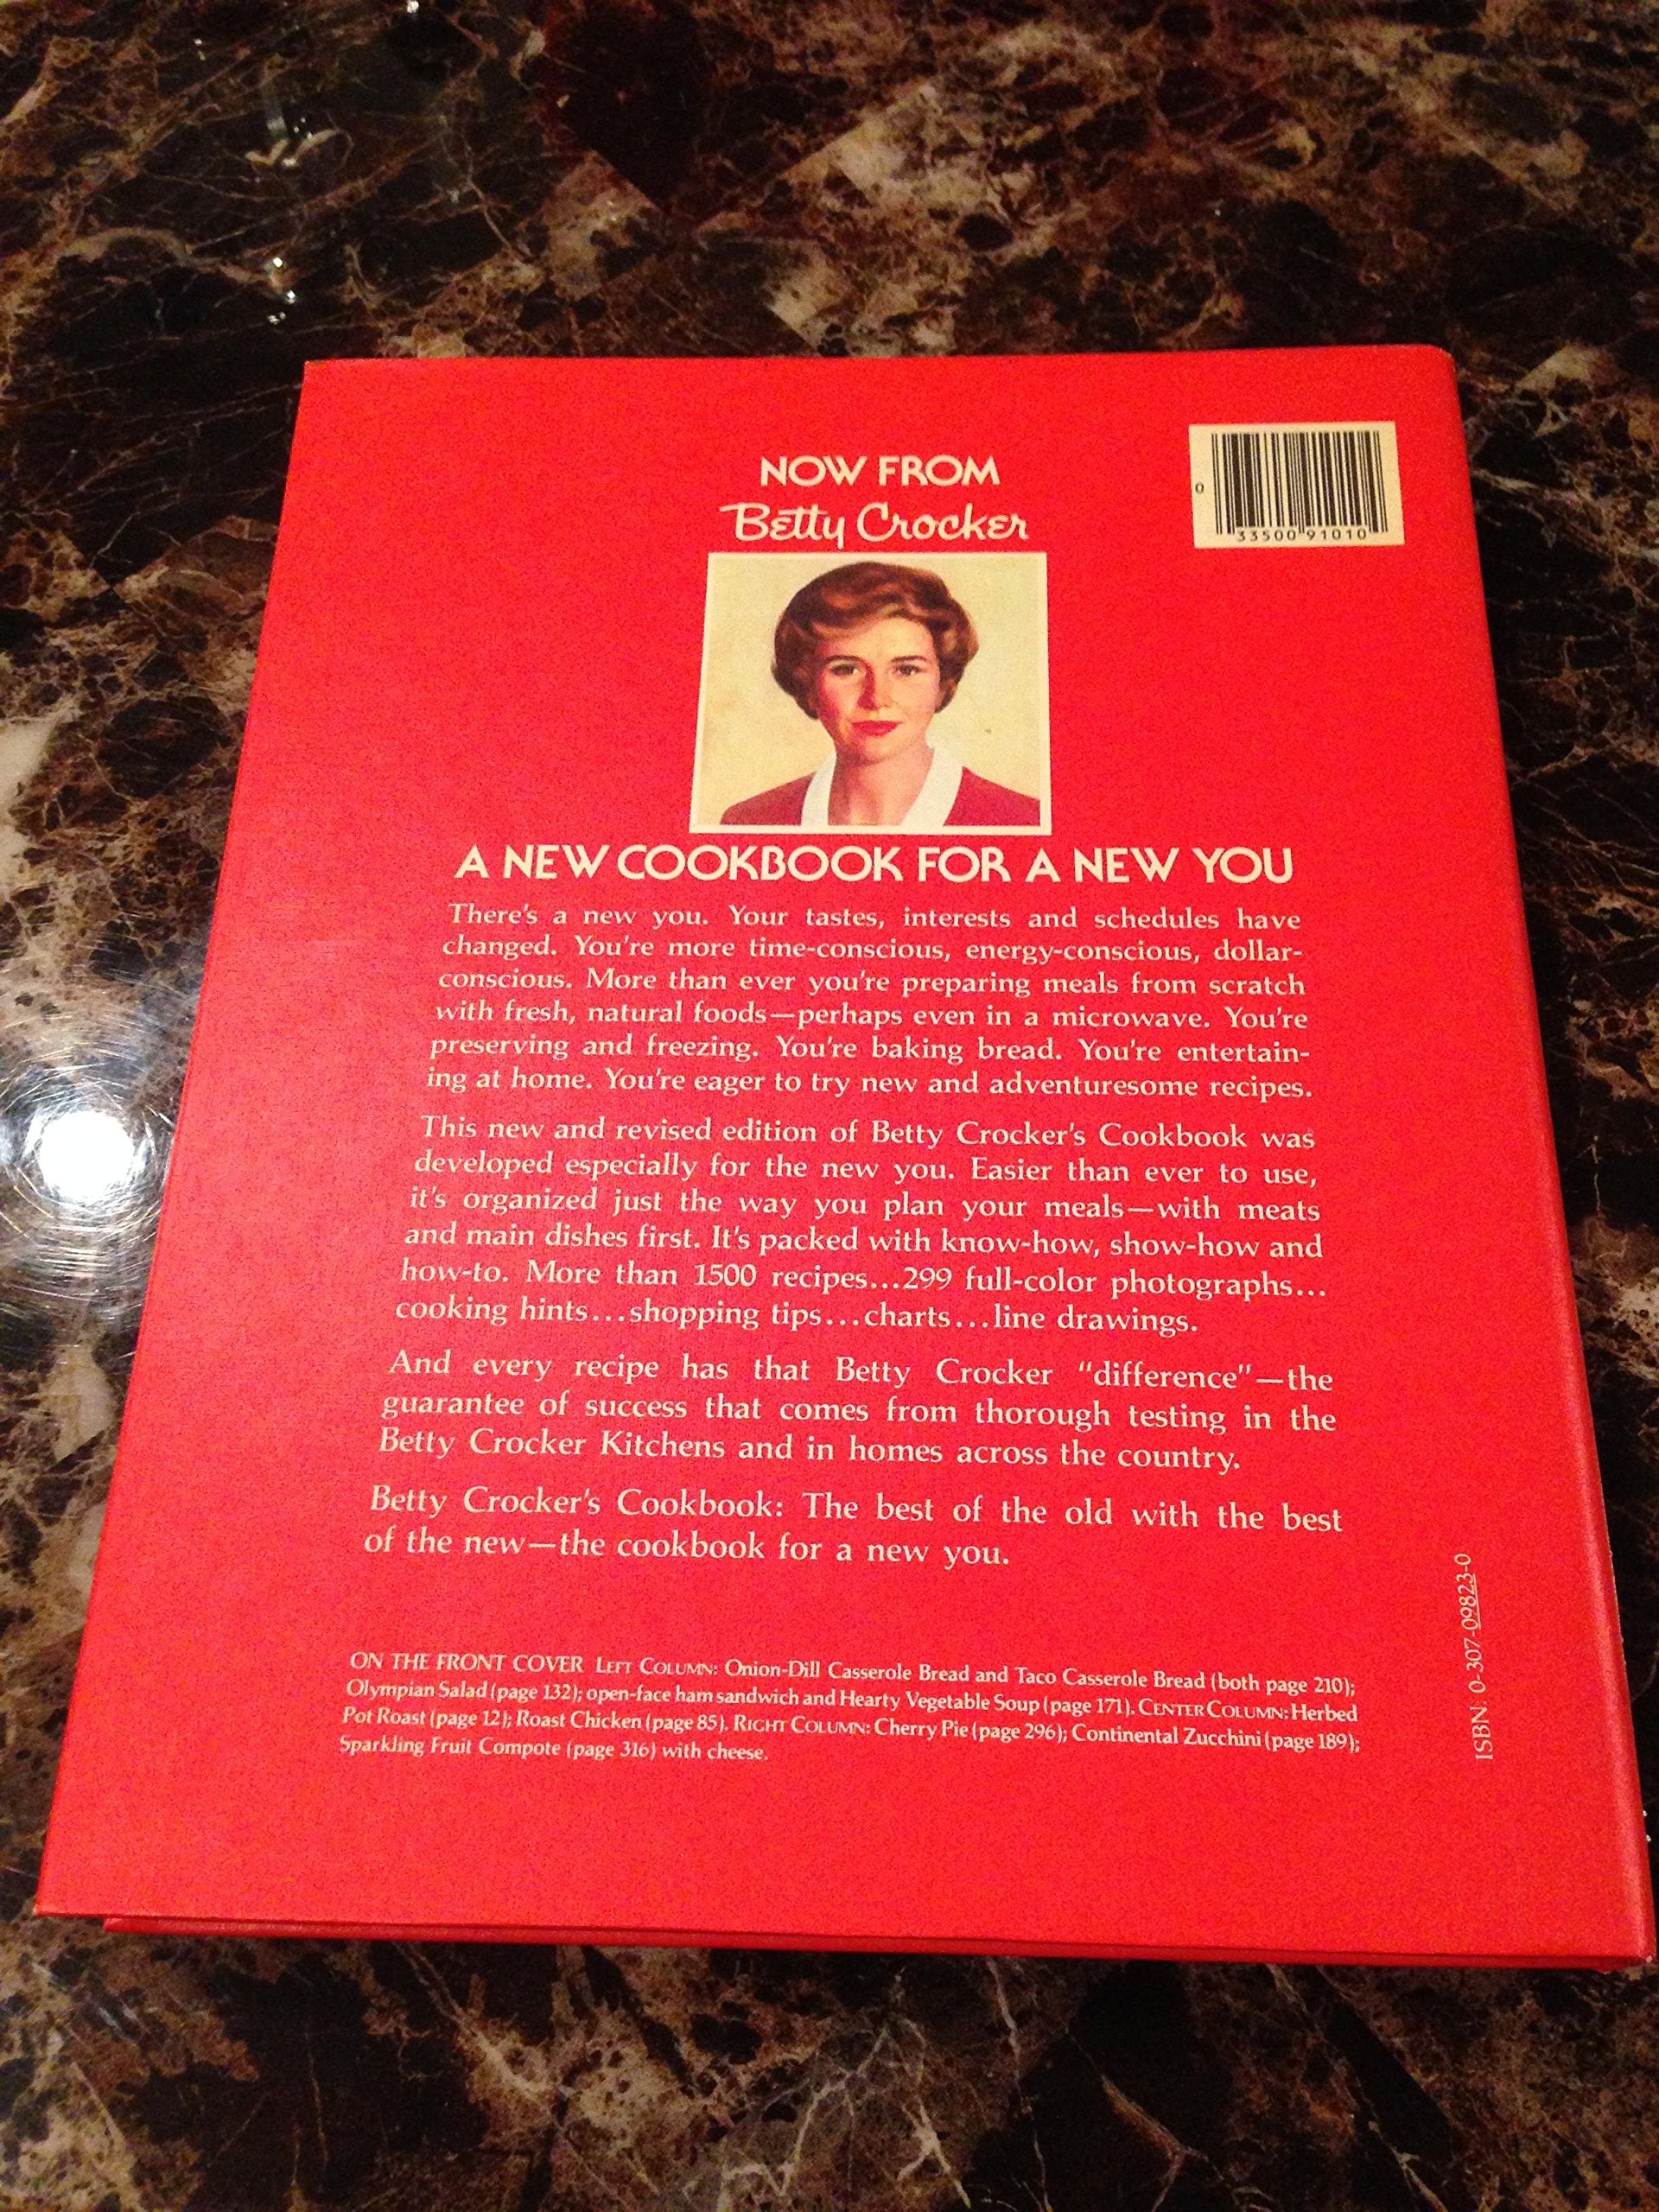 NOW FROM
Betty Crocker
0
33500 91010
A NEW COOKBOOK FOR A NEW YOU
There's a new you. Your tastes, interests and schedules have
changed. You're more time-conscious, energy-conscious, dollar-
conscious. More than ever you're preparing meals from scratch
with fresh, natural foods—perhaps even in a microwave. You're
preserving and freezing. You're baking bread. You're entertain-
ing at home. You're eager to try new and adventuresome recipes.
This new and revised edition of Betty Crocker's Cookbook was
developed especially for the new you. Easier than ever to use,
it's organized just the way you plan your meals—with meats
and main dishes first. It's packed with know-how, show-how and
how-to. More than 1500 recipes...299 full-color photographs...
cooking hints...shopping tips...charts...line drawings.
And every recipe has that Betty Crocker "difference"—the
guarantee of success that comes from thorough testing in the
Betty Crocker Kitchens and in homes across the country.
Betty Crocker's Cookbook: The best of the old with the best
of the new—the cookbook for a new you.
ON THE FRONT COVER LEFT COLUMN: Onion-Dill Casserole Bread and Taco Casserole Bread (both page 210);
Olympian Salad (page 132); open-face ham sandwich and Hearty Vegetable Soup (page 171). CENTER COLUMN: Herbed
Pot Roast (page 12); Roast Chicken (page 85). RIGHT COLUMN: Cherry Pie (page 296); Continental Zucchini (page 189);
Sparkling Fruit Compote (page 316) with cheese.
ISBN: 0-307-09823-0